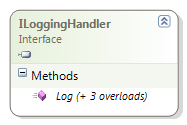 ILoggingHandler
Interface
Methods
Log (+ 3 overloads)